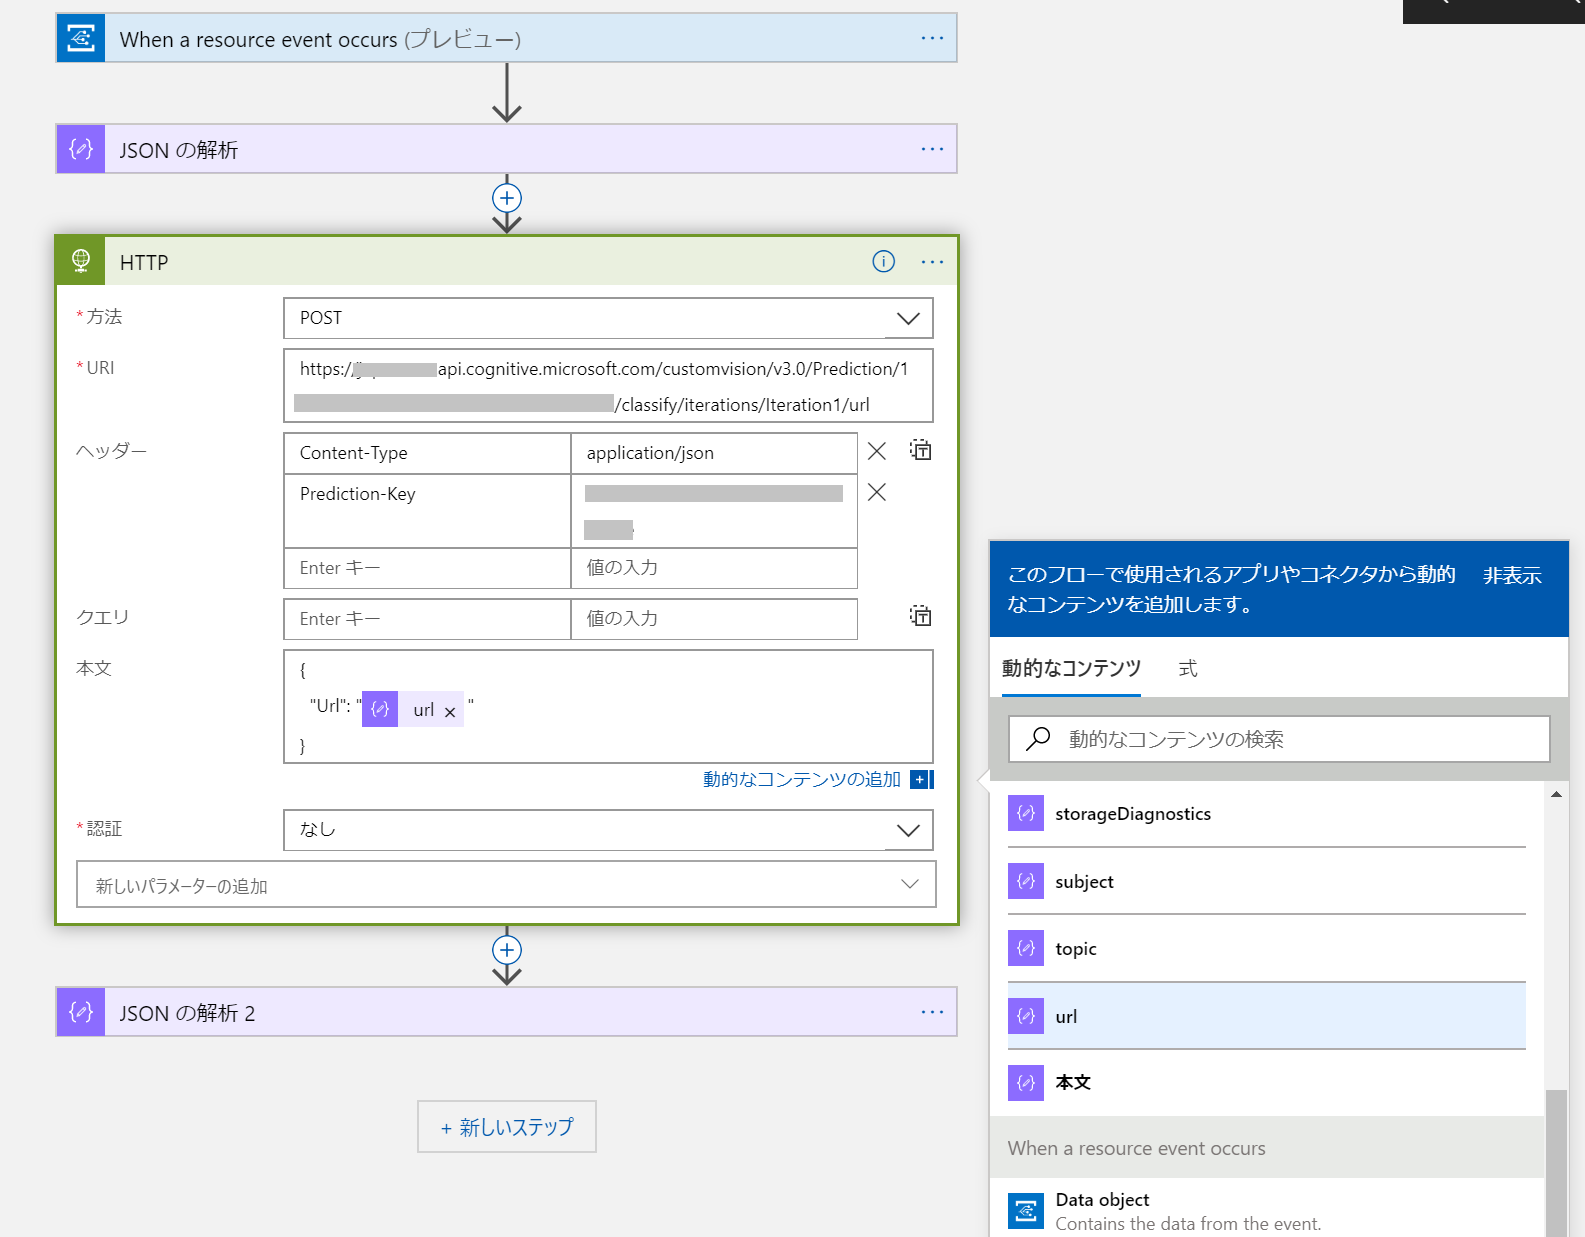 When a resource event occurs (プレビュー)
JSON の解析
HTTP
*方法
POST
*URI
https:/
api.cognitive.microsoft.com/customvision/v3.0/Prediction/1
/classify/iterations/Iteration1/url
ヘッダー
Content-Type
application/json
Prediction-Key
Enter キー
値の入力
クエリ
Enter キー
値の入力
本文
{
"Url": "
url ×
"
}
動的なコンテンツの追加
*認証
なし
新しいパラメーターの追加
JSON の解析 2
+ 新しいステップ
このフローで使用されるアプリやコネクタから動的
なコンテンツを追加します。
非表示
動的なコンテンツ
式
動的なコンテンツの検索
storageDiagnostics
subject
topic
url
本文
When a resource event occurs
Data object
Contains the data from the event.